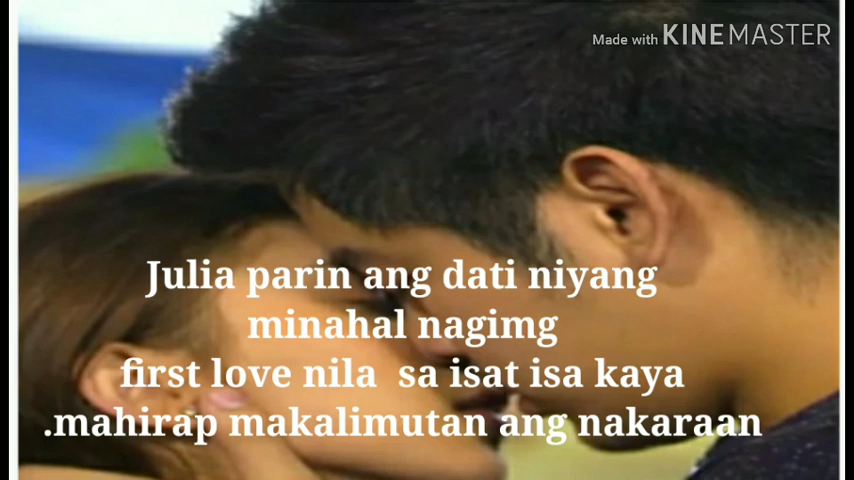 Made with KINEMASTER
Julia parin ang dati niyang
minahal nagimg
first love nila  sa isat isa kaya
.mahirap makalimutan ang nakaraan